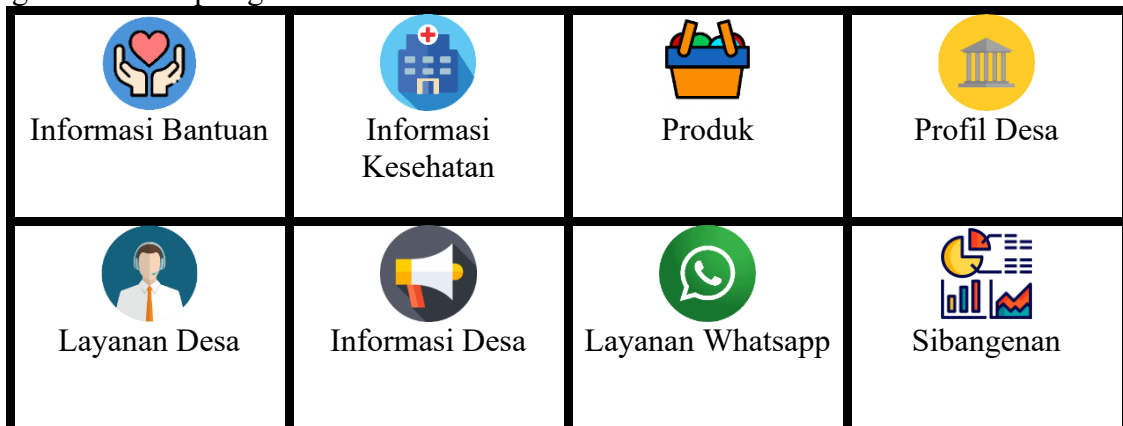 Informasi Bantuan
Informasi
Kesehatan
Produk
Profil Desa
Layanan Desa
Informasi Desa
Layanan Whatsapp
Sibangenan